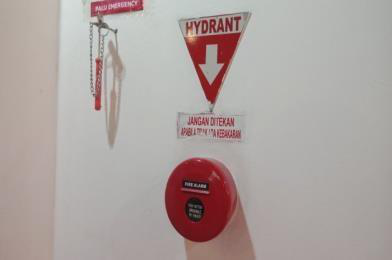 PALU EMERGENCY
HYDRANT
JANGAN DITEKAN
APABILA TIDAK ADA KEBAKARAN
FIRE ALARM